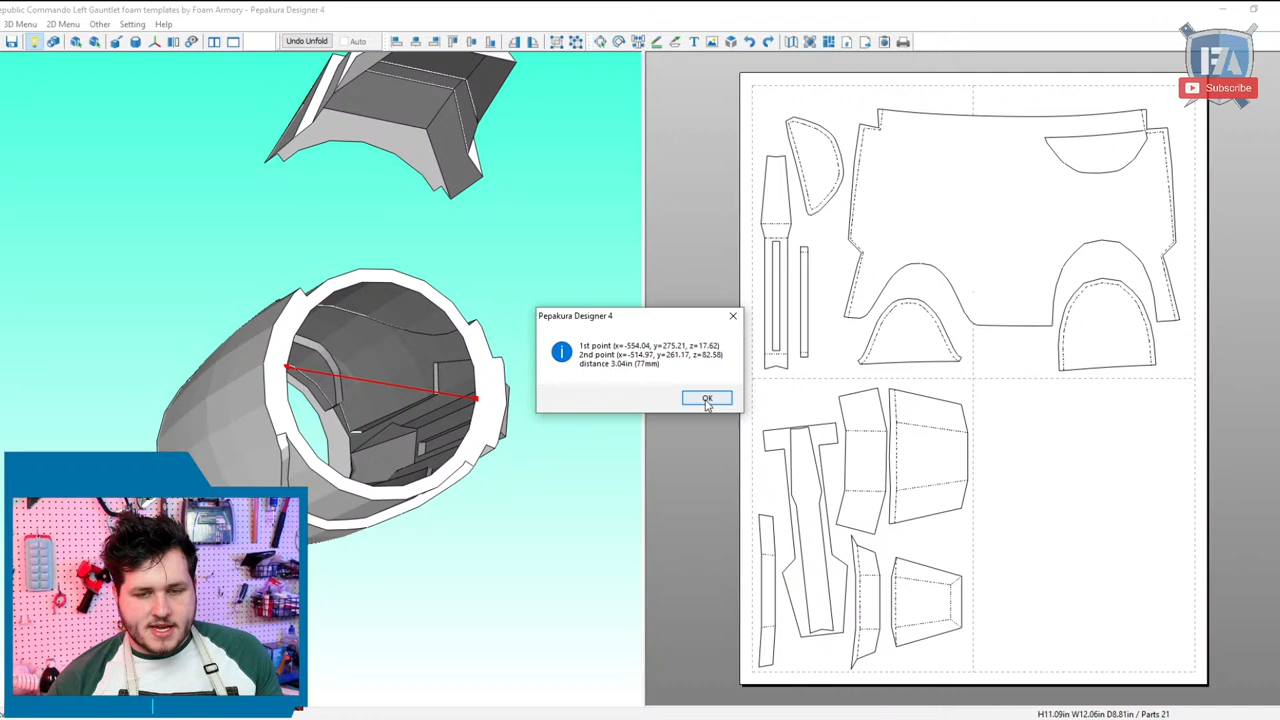 epublic Commando Left Gauntlet foam templates by Foam Armory - Pepakura Designer 4
3D Menu 2D Menu Other Setting Help
Undo Unfold Auto
FA
Subscribe
Pepakura Designer 4
1st point (x=-554.04, y=275.21, z=17.62)
2nd point (x=-514.97, y=261.17, z=82.58)
distance 3.04in (77mm)
OK
H11.09in W12.06in D8.81in / Parts 21